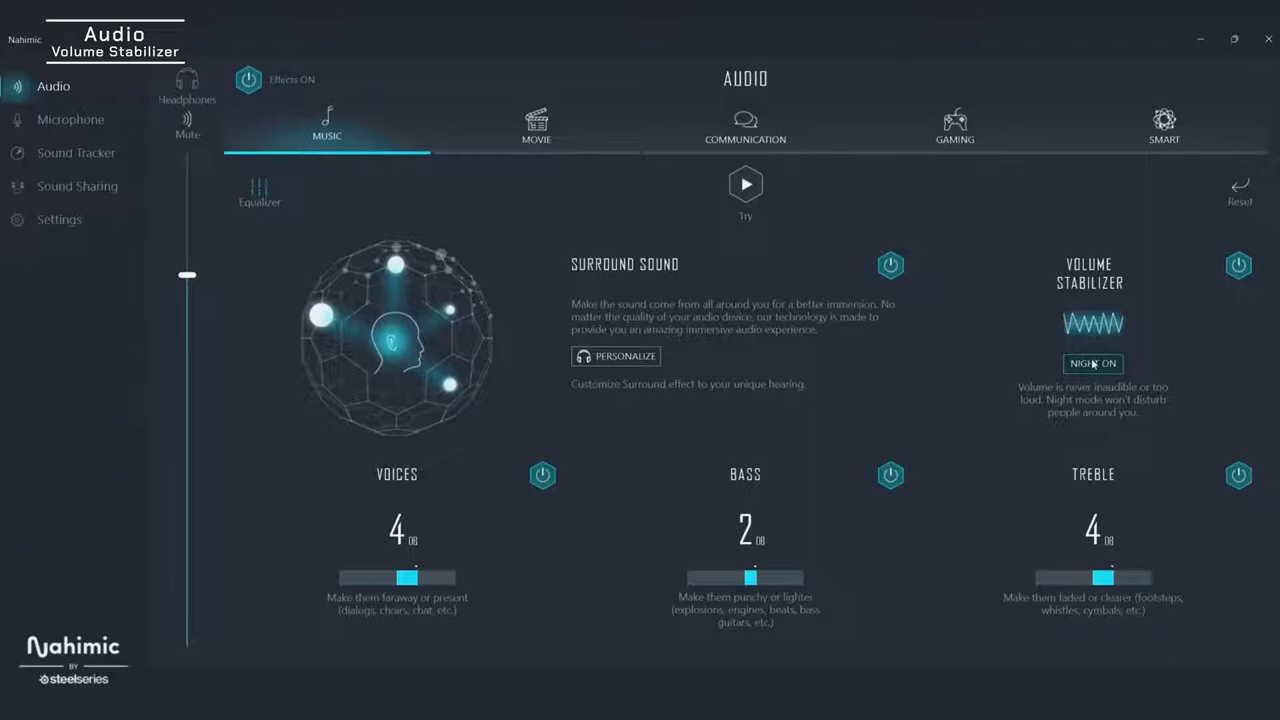 Audio
Volume Stabilizer
Nahimic
Audio
Microphone
Sound Tracker
Sound Sharing
Settings
Headphones
Mute
Effects ON
AUDIO
MUSIC
MOVIE
COMMUNICATION
GAMING
SMART
Equalizer
Try
Reset
SURROUND SOUND
Make the sound come from all around you for a better immersion. No
matter the quality of your audio device, our technology is made to
provide you an amazing immersive audio experience.
PERSONALIZE
Customize Surround effect to your unique hearing.
VOLUME
STABILIZER
NIGHT ON
Volume is never inaudible or too
loud. Night mode won't disturb
people around you.
VOICES
4 DB
Make them faraway or present
(dialogs, choirs, chat, etc.)
BASS
2 DB
Make them punchy or lighter
(explosions, engines, beats, bass
guitars, etc.)
TREBLE
4 DB
Make them faded or clearer (footsteps,
whistles, cymbals, etc.)
Nahimic
BY
steelseries